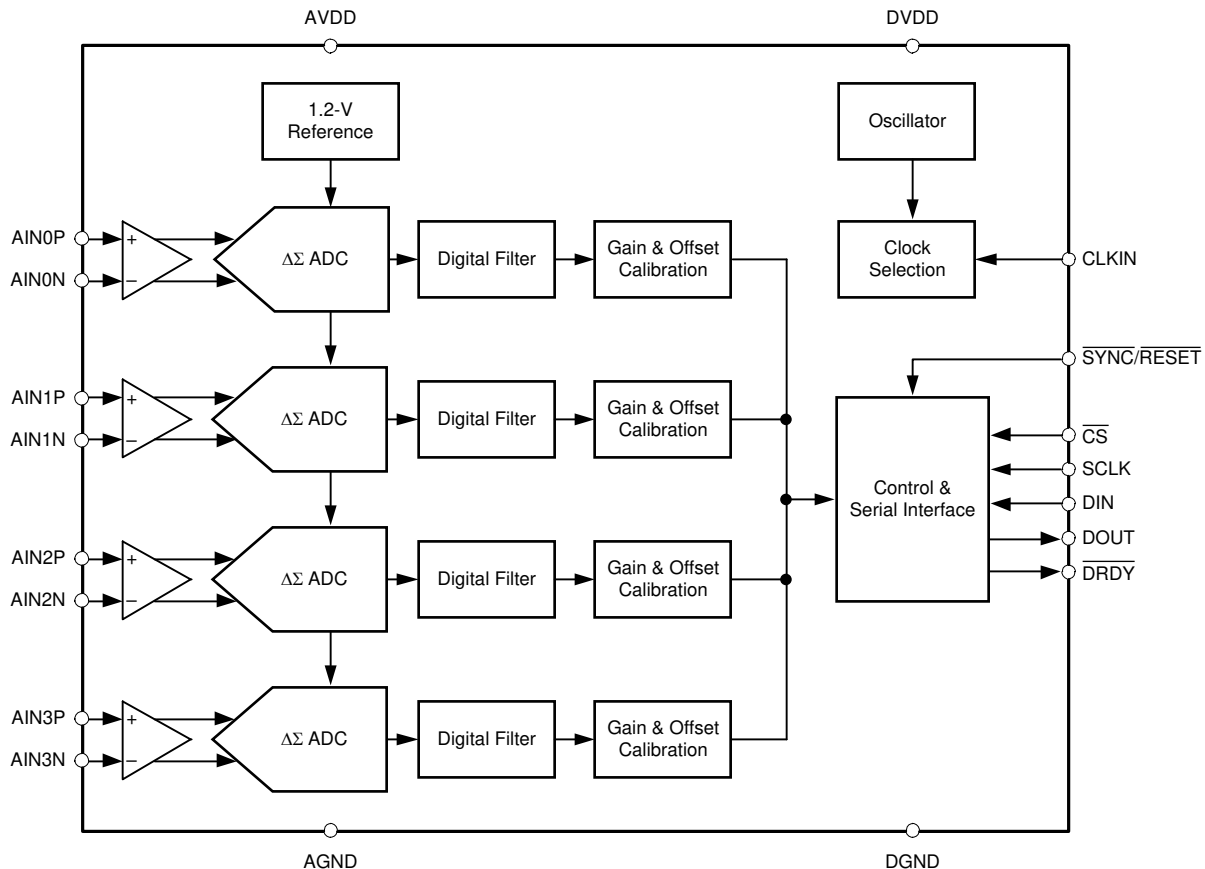 AVDD
DVDD
1.2-V
Reference
Oscillator
AIN0P
AIN0N
+
–
ΔΣ ADC
Digital Filter
Gain & Offset
Calibration
Clock
Selection
CLKIN
SYNC/RESET
AIN1P
AIN1N
+
–
ΔΣ ADC
Digital Filter
Gain & Offset
Calibration
Control &
Serial Interface
CS
SCLK
DIN
DOUT
DRDY
AIN2P
AIN2N
+
–
ΔΣ ADC
Digital Filter
Gain & Offset
Calibration
AIN3P
AIN3N
+
–
ΔΣ ADC
Digital Filter
Gain & Offset
Calibration
AGND
DGND